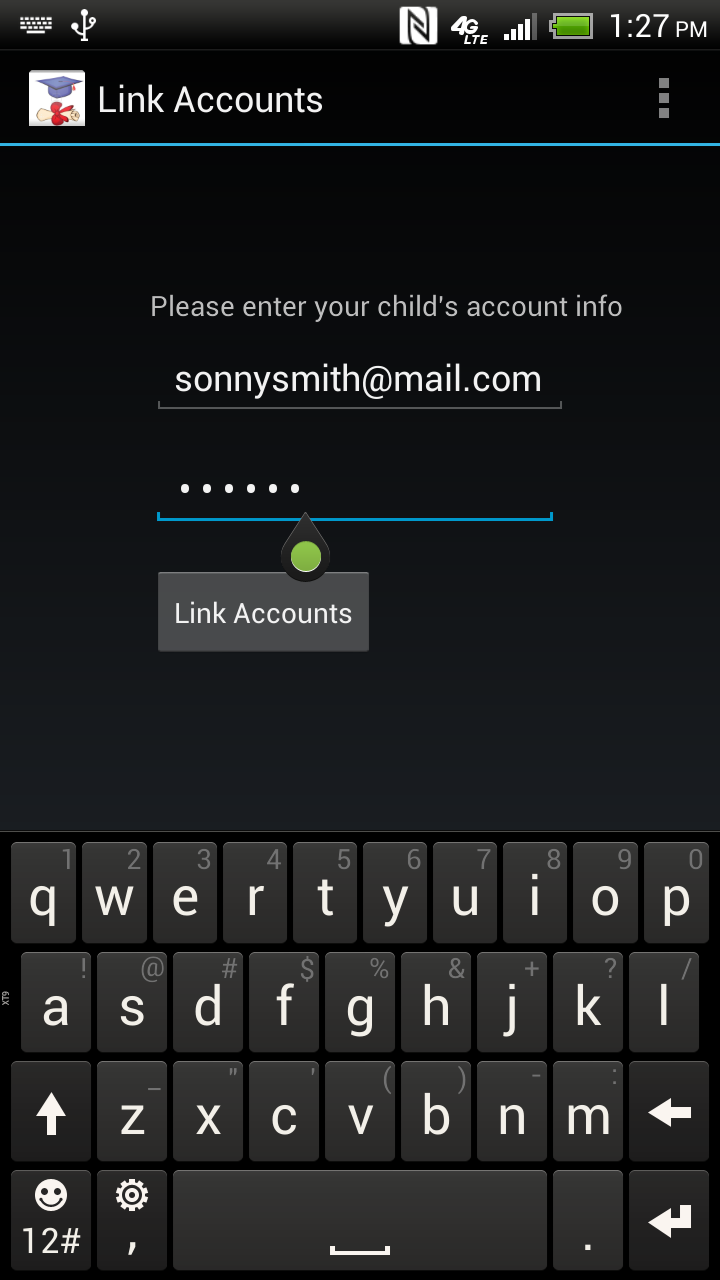 4G LTE 1:27 PM
Link Accounts
Please enter your child's account info
sonnysmith@mail.com
••••••
Link Accounts
1 2 3 4 5 6 7 8 9 0
q w e r t y u i o p
! @ # $ % & + ? /
XT9 a s d f g h j k l
_ " ' ( ) - :
z x c v b n m
12# , .